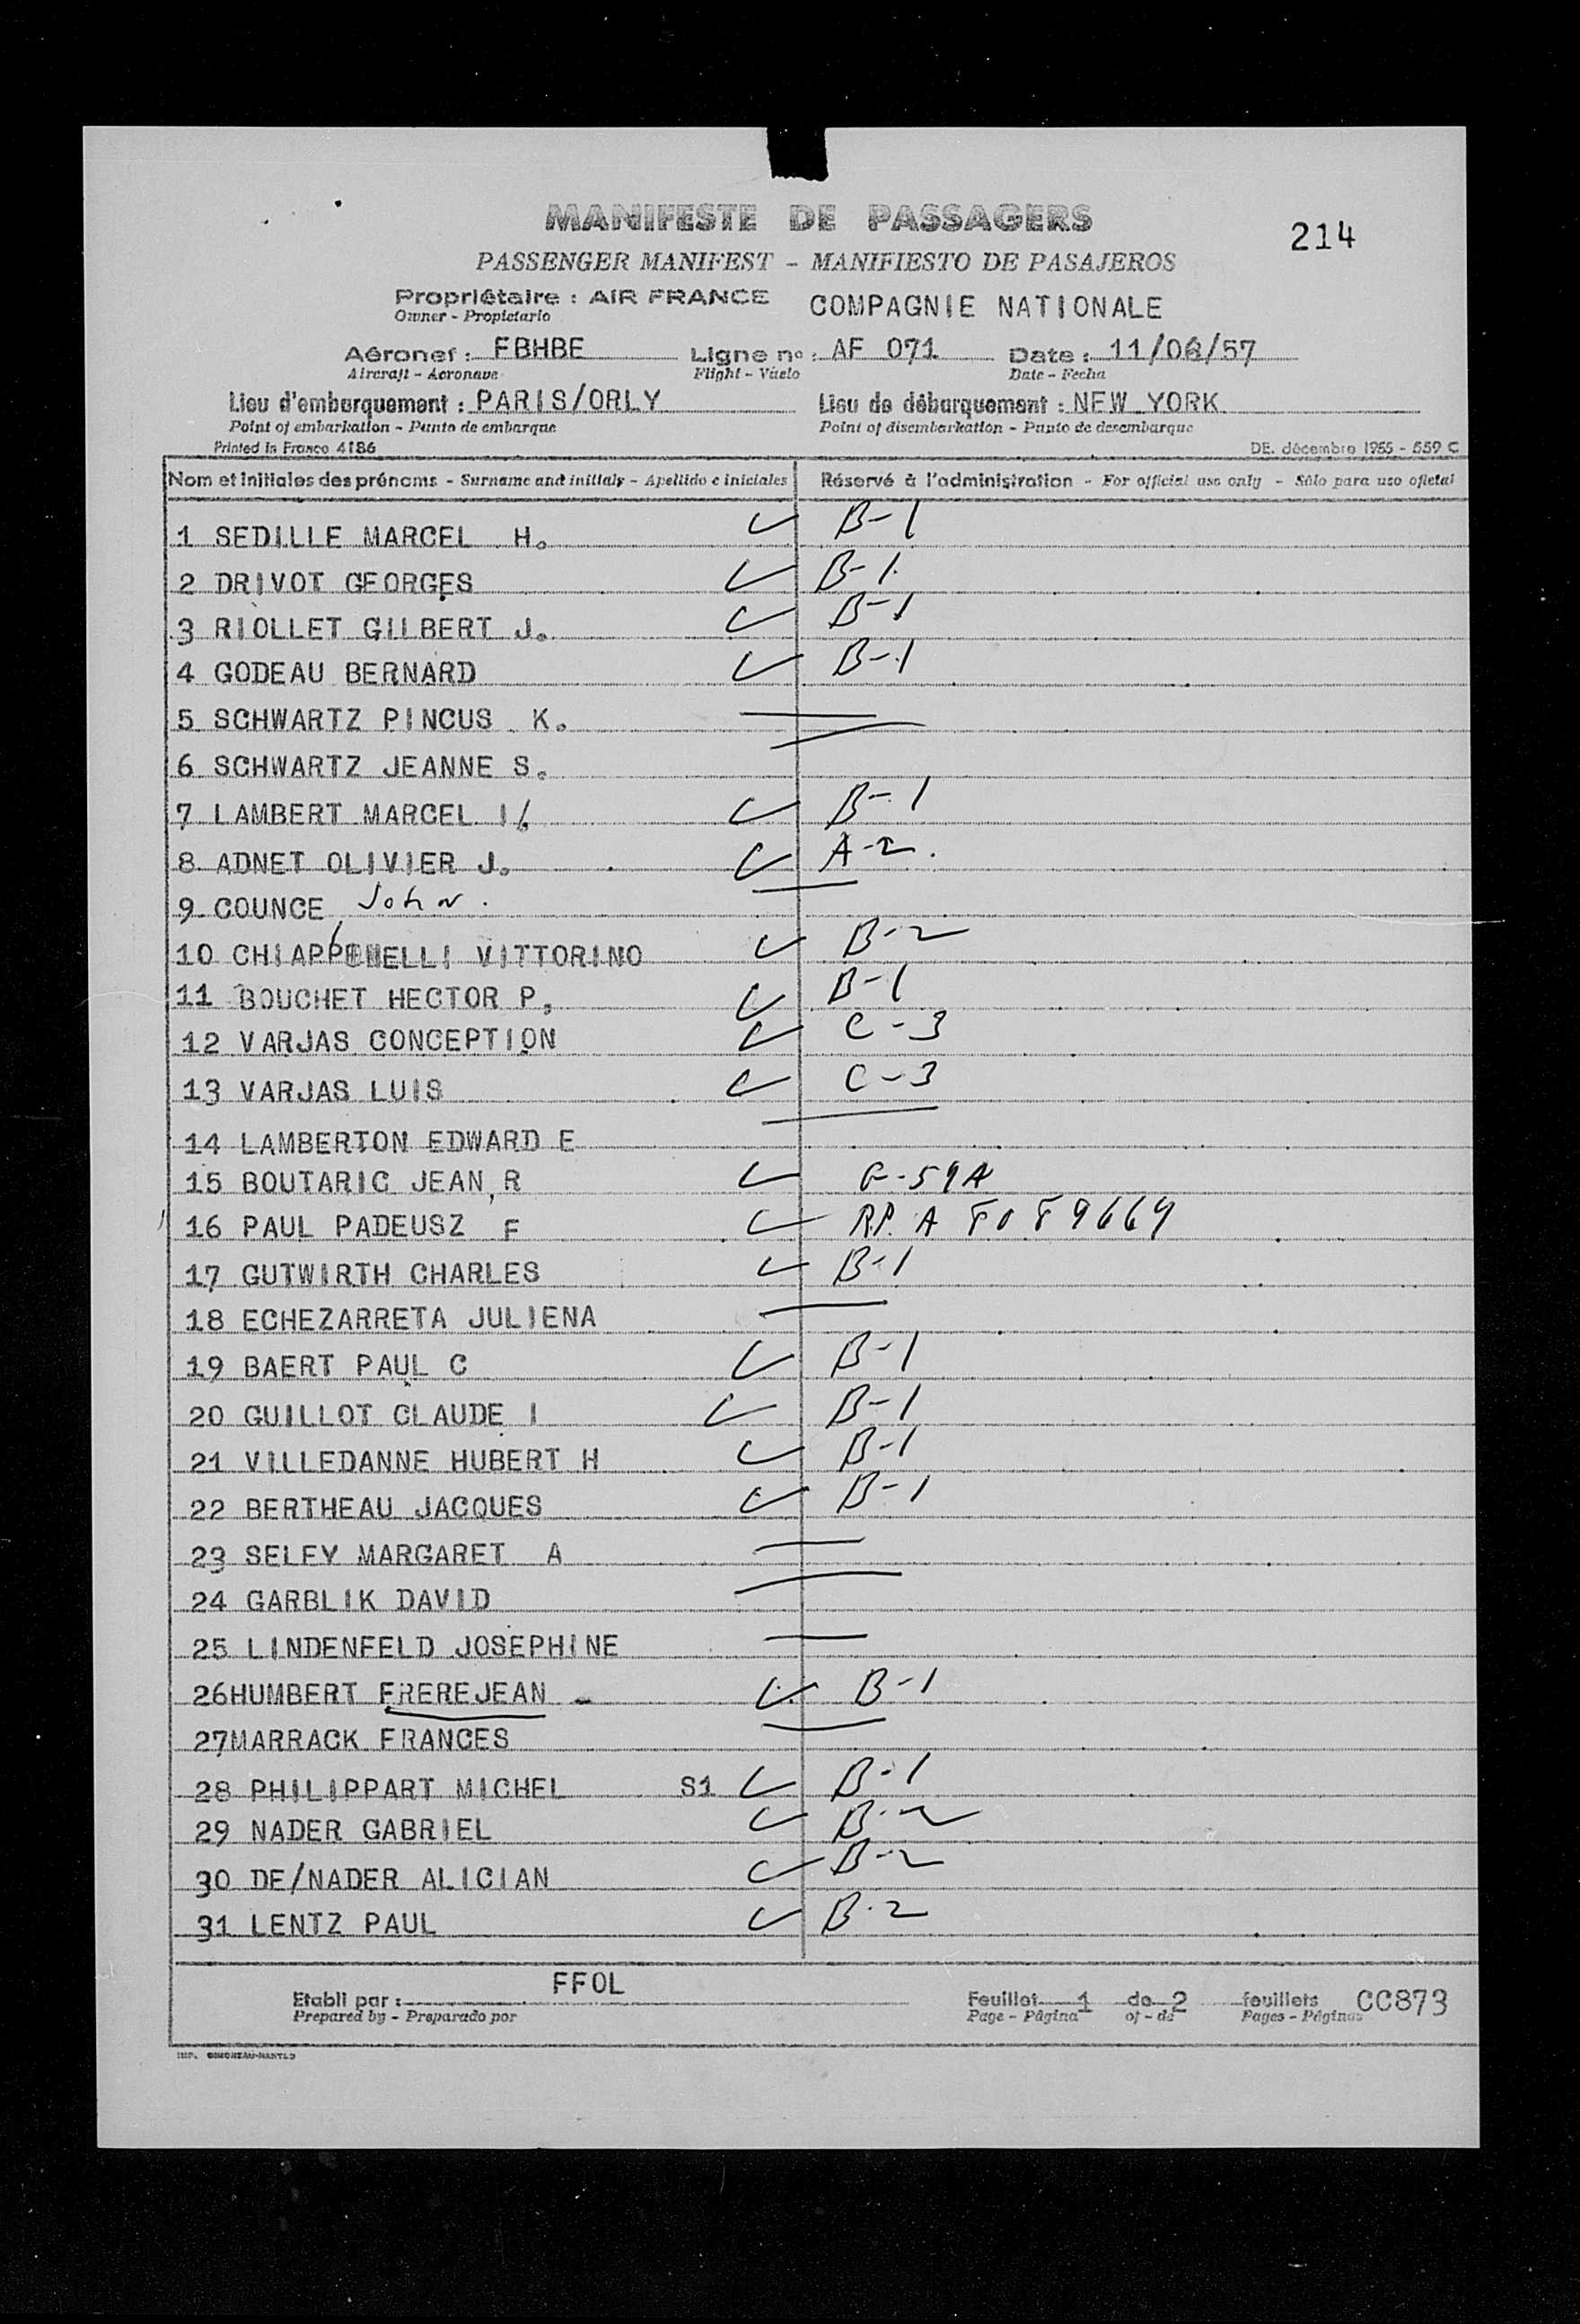 MANIFESTE DE PASSAGERS
214
PASSENGER MANIFEST - MANIFIESTO DE PASAJEROS
Propriétaire : AIR FRANCE COMPAGNIE NATIONALE
Owner - Propietario
Aéronef : FBHBE Ligne nº : AF 071 Date : 11/06/57
Aircraft - Aeronave Flight - Vuelo Date - Fecha
Lieu d'embarquement : PARIS/ORLY Lieu de débarquement : NEW YORK
Point of embarkation - Punto de embarque Point of disembarkation - Punto de desembarque
Printed in France 4186 DE. décembre 1955 - 559 C
Nom et initiales des prénoms - Surname and initials - Apellido e iniciales Réservé à l'administration - For official use only - Sólo para uso oficial
1 SEDILLE MARCEL H. B-1
2 DRIVOT GEORGES B-1
3 RIOLLET GILBERT J. B-1
4 GODEAU BERNARD B-1
5 SCHWARTZ PINCUS K.
6 SCHWARTZ JEANNE S.
7 LAMBERT MARCEL I. B-1
8 ADNET OLIVIER J. A-2
9 COUNCE John
10 VITTORINO B-2
11 BOUCHET HECTOR P. B-1
12 VARJAS CONCEPTION C-3
13 VARJAS LUIS C-3
14 LAMBERTON EDWARD E
15 BOUTARIC JEAN R G-59A
16 PAUL PADEUSZ F RP. A 8089669
17 GUTWIRTH CHARLES B-1
18 ECHEZARRETA JULIENA
19 BAERT PAUL C B-1
20 GUILLOT CLAUDE I B-1
21 VILLEDANNE HUBERT H B-1
22 BERTHEAU JACQUES B-1
23 SELEY MARGARET A
24 GARBLIK DAVID
25 LINDENFELD JOSEPHINE
26HUMBERT FREREJEAN - B-1
27MARRACK FRANCES
28 PHILIPPART MICHEL S1 B-1
29 NADER GABRIEL B-2
30 DE/NADER ALICIAN B-2
31 LENTZ PAUL B-2
Etabli par : FFOL Feuillet 1 de 2 feuillets CC873
Prepared by - Preparado por Page - Página of - de Pages - Páginas
IMP. GIMONEAU-NANTES